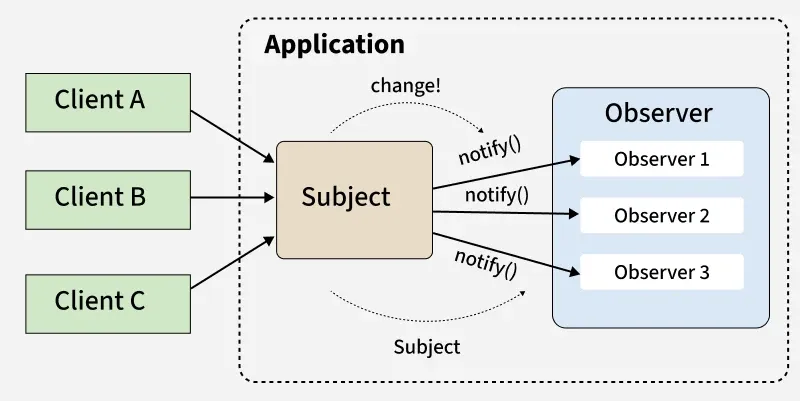 Application
change!
Client A
Client B
Client C
Subject
notify()
notify()
notify()
Observer
Observer 1
Observer 2
Observer 3
Subject